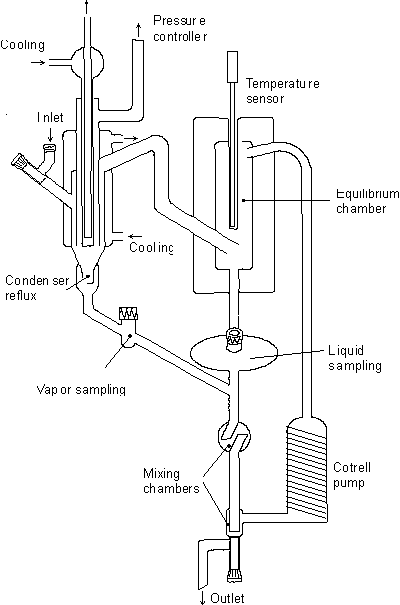 Pressure
controller
Cooling
Temperature
sensor
Inlet
Equilibrium
chamber
Cooling
Condenser
reflux
Liquid
sampling
Vapor sampling
Mixing
chambers
Cotrell
pump
Outlet